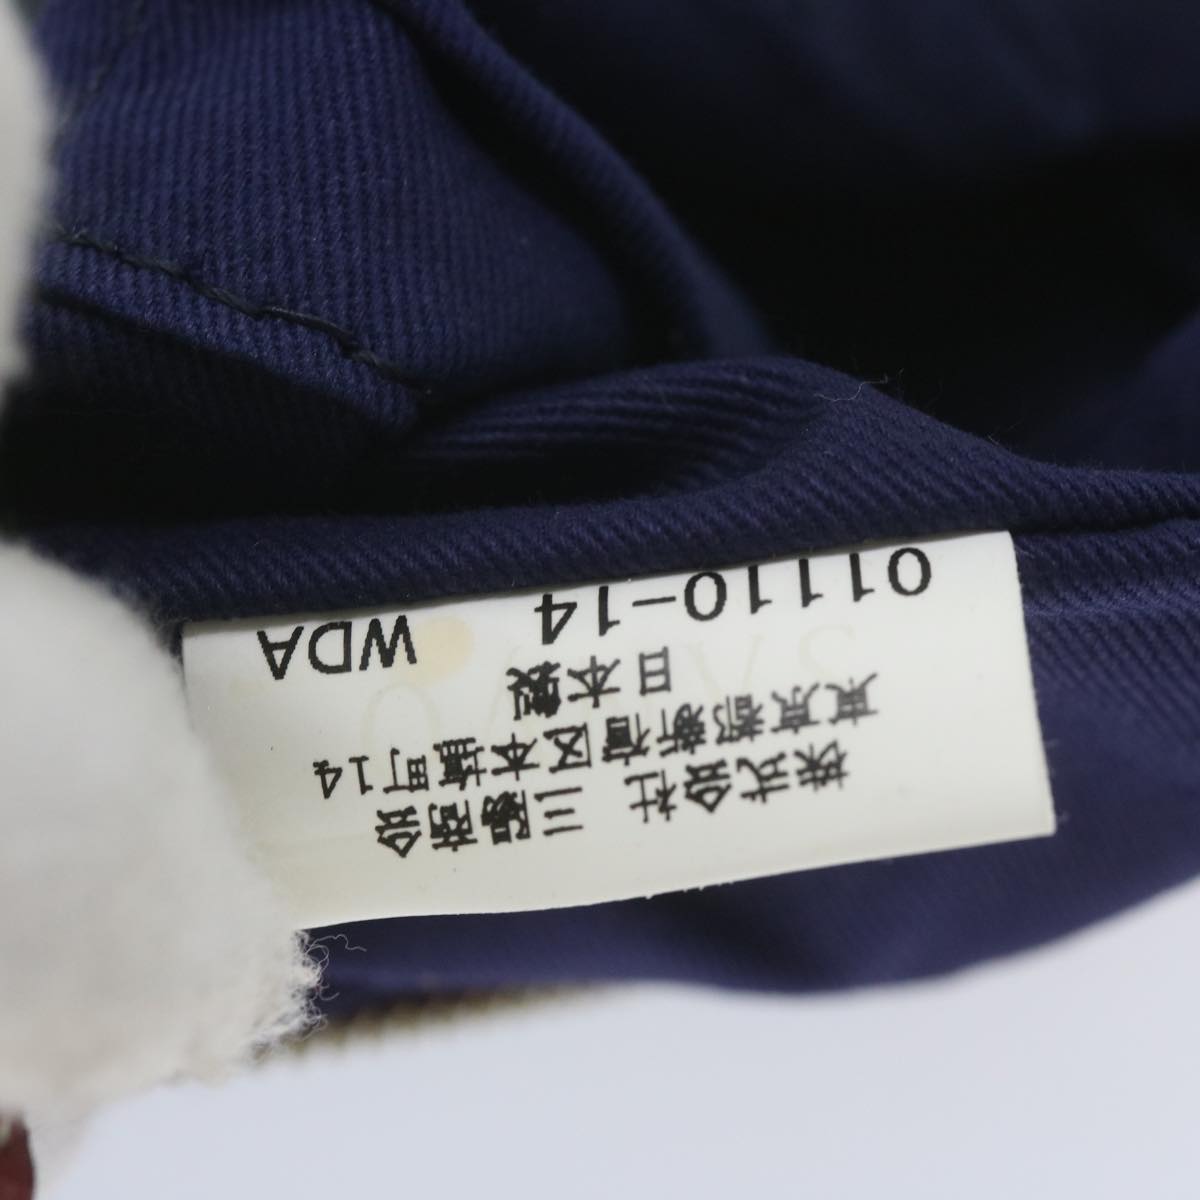 株式会社 三陽商会
東京都新宿区本塩町14
日本製
01110-14 WDA